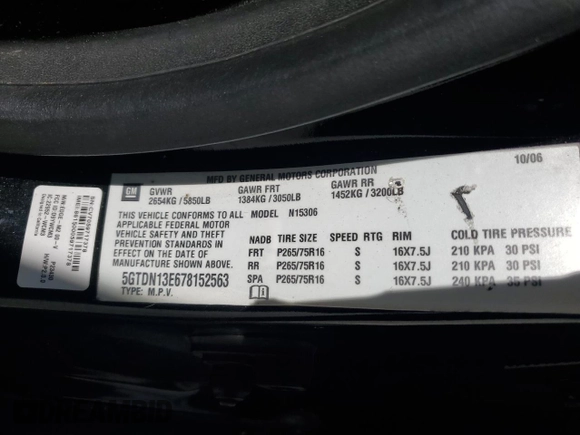 MFD BY GENERAL MOTORS CORPORATION
10/06
GM
GVWR GAWR FRT GAWR RR
2654KG / 5850LB 1384KG / 3050LB 1452KG / 3200LB
THIS VEHICLE CONFORMS TO ALL MODEL N15306
APPLICABLE FEDERAL MOTOR
VEHICLE SAFETY AND THEFT
PREVENTION STANDARDS IN
EFFECT ON THE DATE OF
MANUFACTURE SHOWN ABOVE.
5GTDN13E678152563
TYPE: M.P.V.
NADB TIRE SIZE SPEED RTG RIM COLD TIRE PRESSURE
FRT P265/75R16 S 16X7.5J 210 KPA 30 PSI
RR P265/75R16 S 16X7.5J 210 KPA 30 PSI
SPA P265/75R16 S 16X7.5J 240 KPA 35 PSI